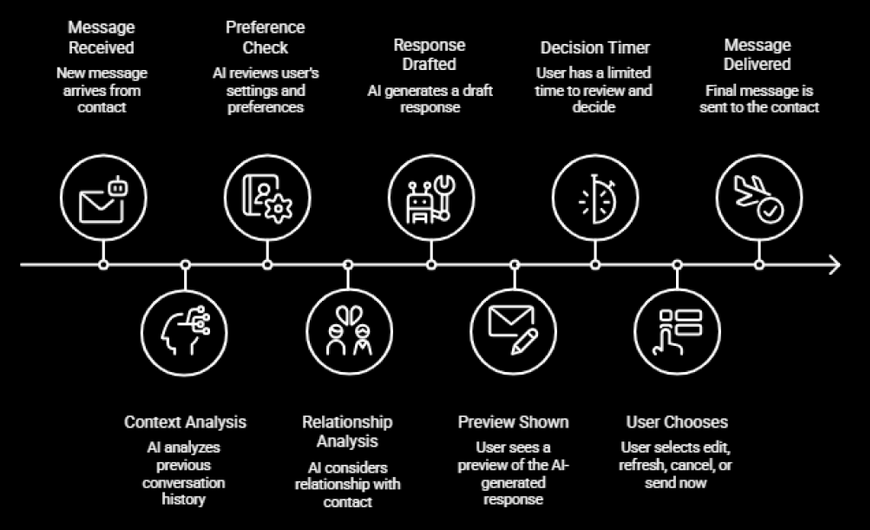 Message
Received
New message
arrives from
contact
Preference
Check
AI reviews user's
settings and
preferences
Response
Drafted
AI generates a draft
response
Decision Timer
User has a limited
time to review and
decide
Message
Delivered
Final message is
sent to the contact
Context Analysis
AI analyzes
previous
conversation
history
Relationship
Analysis
AI considers
relationship with
contact
Preview Shown
User sees a
preview of the AI-
generated
response
User Chooses
User selects edit,
refresh, cancel, or
send now